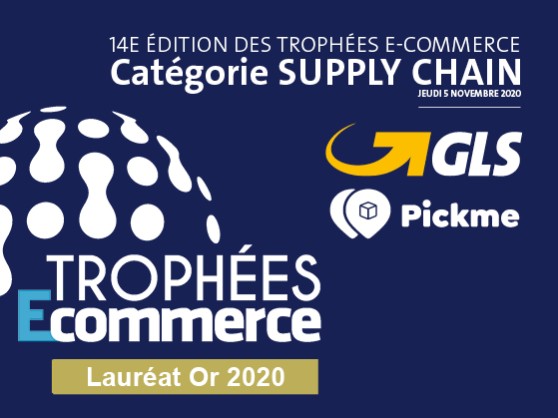 14E ÉDITION DES TROPHÉES E-COMMERCE
Catégorie SUPPLY CHAIN
JEUDI 5 NOVEMBRE 2020
GLS
Pickme
TROPHÉES
Ecommerce
Lauréat Or 2020